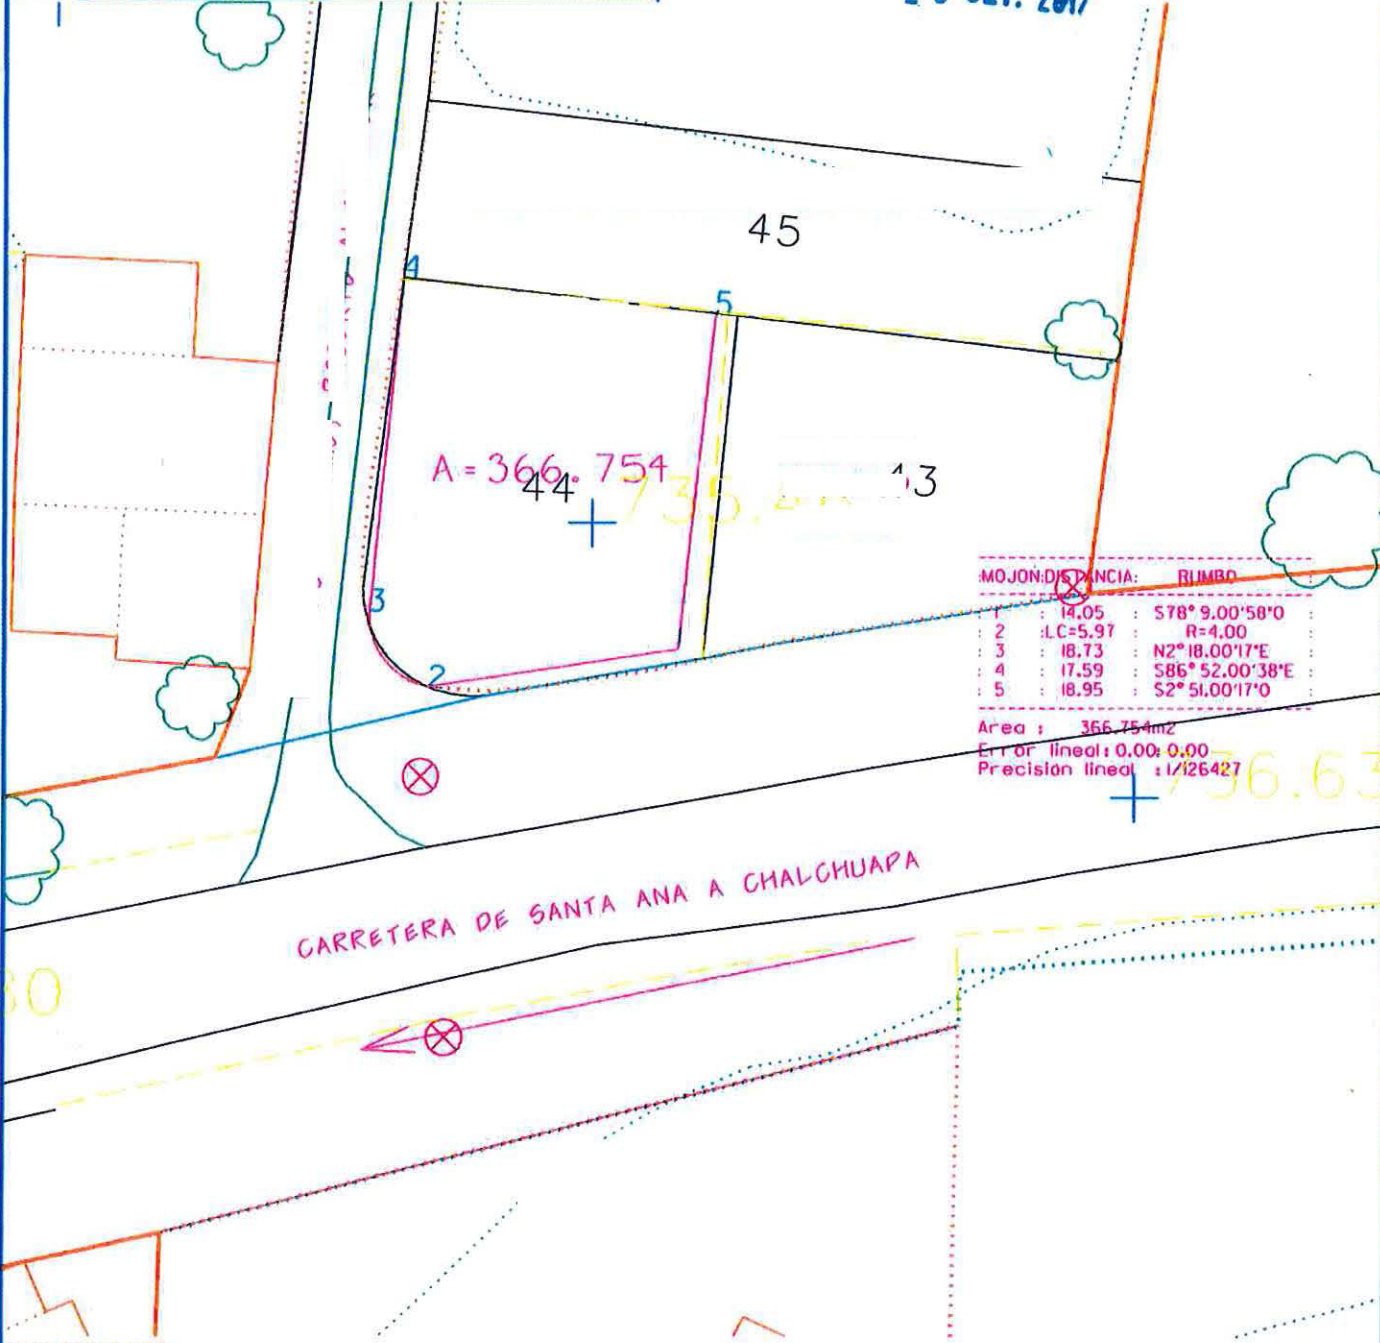 2017
45
4
5
A = 366. 754
44
3
2
MOJON:DISTANCIA: RUMBO
1 : 14.05 : S78° 9.00'58"O
: 2 :LC=5.97 : R=4.00 :
: 3 : 18.73 : N2° 18.00'17"E :
: 4 : 17.59 : S86° 52.00'38"E :
: 5 : 18.95 : S2° 51.00'17"O :
Area : 366.754m2
Error lineal: 0.00: 0.00
Precisión lineal : 1/126427
CARRETERA DE SANTA ANA A CHALCHUAPA